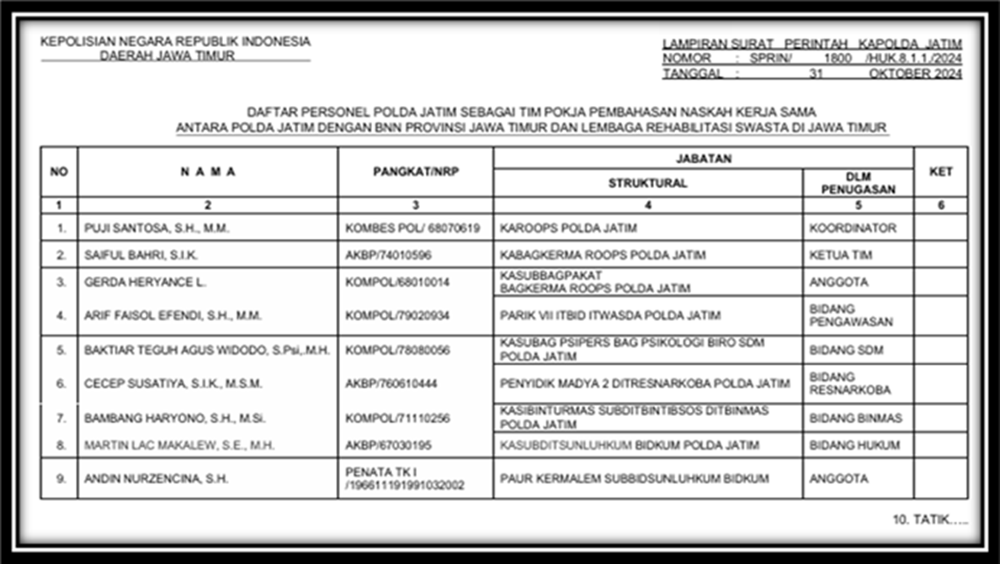 KEPOLISIAN NEGARA REPUBLIK INDONESIA
DAERAH JAWA TIMUR
LAMPIRAN SURAT PERINTAH KAPOLDA JATIM
NOMOR : SPRIN/ 1800 /HUK.8.1.1./2024
TANGGAL : 31 OKTOBER 2024
DAFTAR PERSONEL POLDA JATIM SEBAGAI TIM POKJA PEMBAHASAN NASKAH KERJA SAMA
ANTARA POLDA JATIM DENGAN BNN PROVINSI JAWA TIMUR DAN LEMBAGA REHABILITASI SWASTA DI JAWA TIMUR
NO N A M A PANGKAT/NRP JABATAN KET
STRUKTURAL DLM PENUGASAN
1 2 3 4 5 6
1. PUJI SANTOSA, S.H., M.M. KOMBES POL/ 68070619 KAROOPS POLDA JATIM KOORDINATOR
2. SAIFUL BAHRI, S.I.K. AKBP/74010596 KABAGKERMA ROOPS POLDA JATIM KETUA TIM
3. GERDA HERYANCE L. KOMPOL/68010014 KASUBBAGPAKAT BAGKERMA ROOPS POLDA JATIM ANGGOTA
4. ARIF FAISOL EFENDI, S.H., M.M. KOMPOL/79020934 PARIK VII ITBID ITWASDA POLDA JATIM BIDANG PENGAWASAN
5. BAKTIAR TEGUH AGUS WIDODO, S.Psi,.M.H. KOMPOL/78080056 KASUBAG PSIPERS BAG PSIKOLOGI BIRO SDM POLDA JATIM BIDANG SDM
6. CECEP SUSATIYA, S.I.K., M.S.M. AKBP/760610444 PENYIDIK MADYA 2 DITRESNARKOBA POLDA JATIM BIDANG RESNARKOBA
7. BAMBANG HARYONO, S.H., M.Si. KOMPOL/71110256 KASIBINTURMAS SUBDITBINTIBSOS DITBINMAS POLDA JATIM BIDANG BINMAS
8. MARTIN LAC MAKALEW, S.E., M.H. AKBP/67030195 KASUBDITSUNLUHKUM BIDKUM POLDA JATIM BIDANG HUKUM
9. ANDIN NURZENCINA, S.H. PENATA TK I /196611191991032002 PAUR KERMALEM SUBBIDSUNLUHKUM BIDKUM ANGGOTA
10. TATIK…..